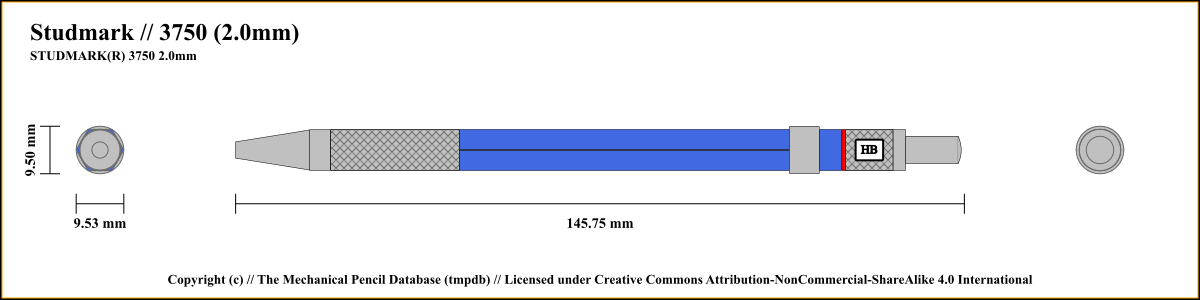 Studmark // 3750 (2.0mm)
STUDMARK(R) 3750 2.0mm
9.50 mm
HB
9.53 mm
145.75 mm
Copyright (c) // The Mechanical Pencil Database (tmpdb) // Licensed under Creative Commons Attribution-NonCommercial-ShareAlike 4.0 International